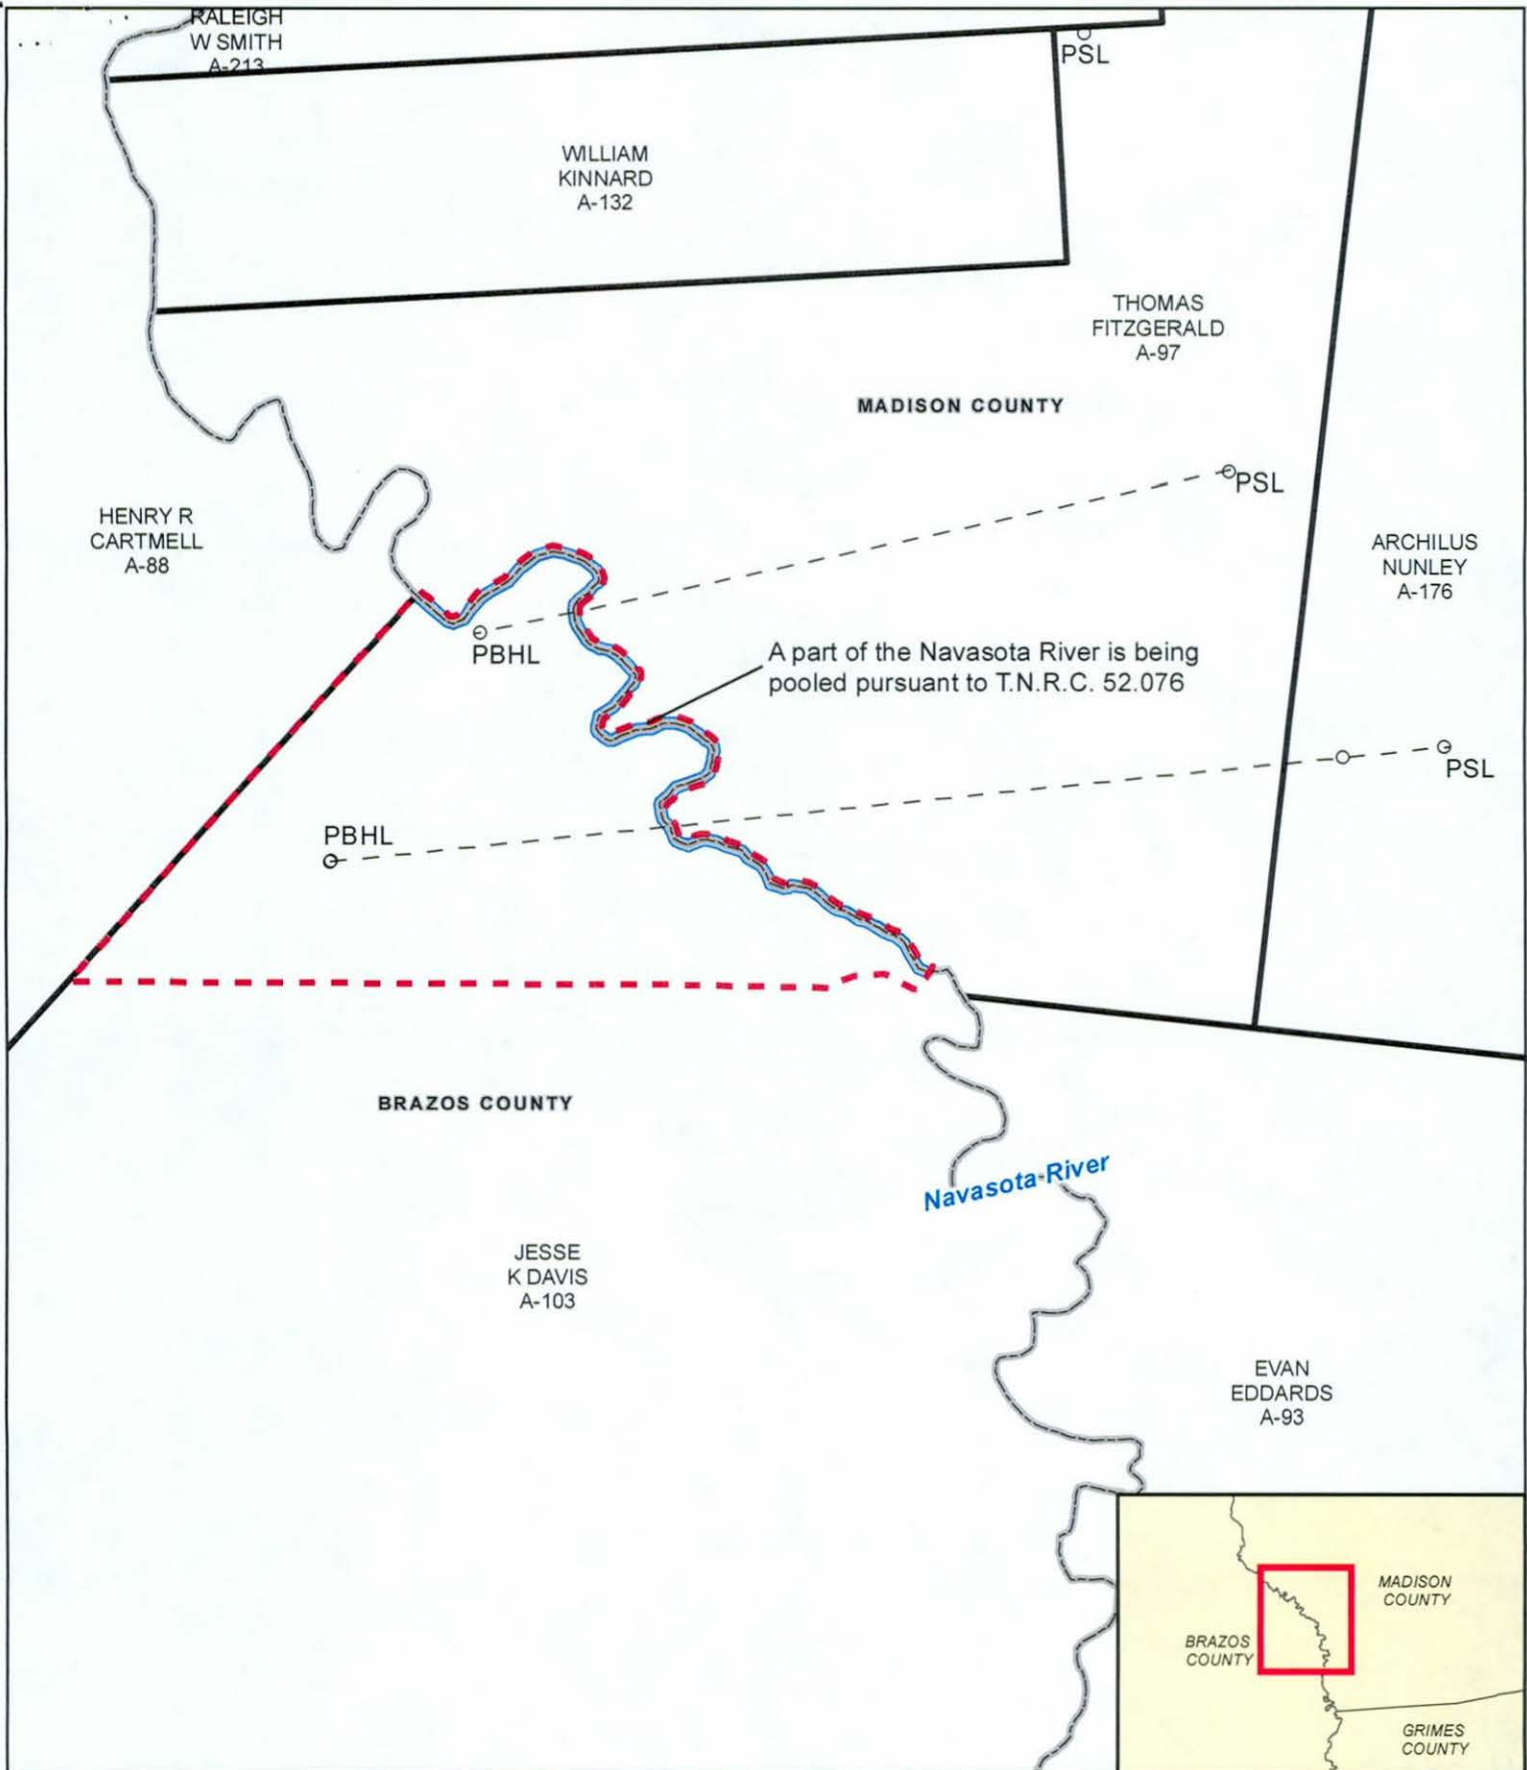 RALEIGH
W SMITH
A-213
PSL
WILLIAM
KINNARD
A-132
THOMAS
FITZGERALD
A-97
MADISON COUNTY
PSL
HENRY R
CARTMELL
A-88
ARCHILUS
NUNLEY
A-176
PBHL
A part of the Navasota River is being
pooled pursuant to T.N.R.C. 52.076
PSL
PBHL
BRAZOS COUNTY
Navasota River
JESSE
K DAVIS
A-103
EVAN
EDDARDS
A-93
MADISON
COUNTY
BRAZOS
COUNTY
GRIMES
COUNTY